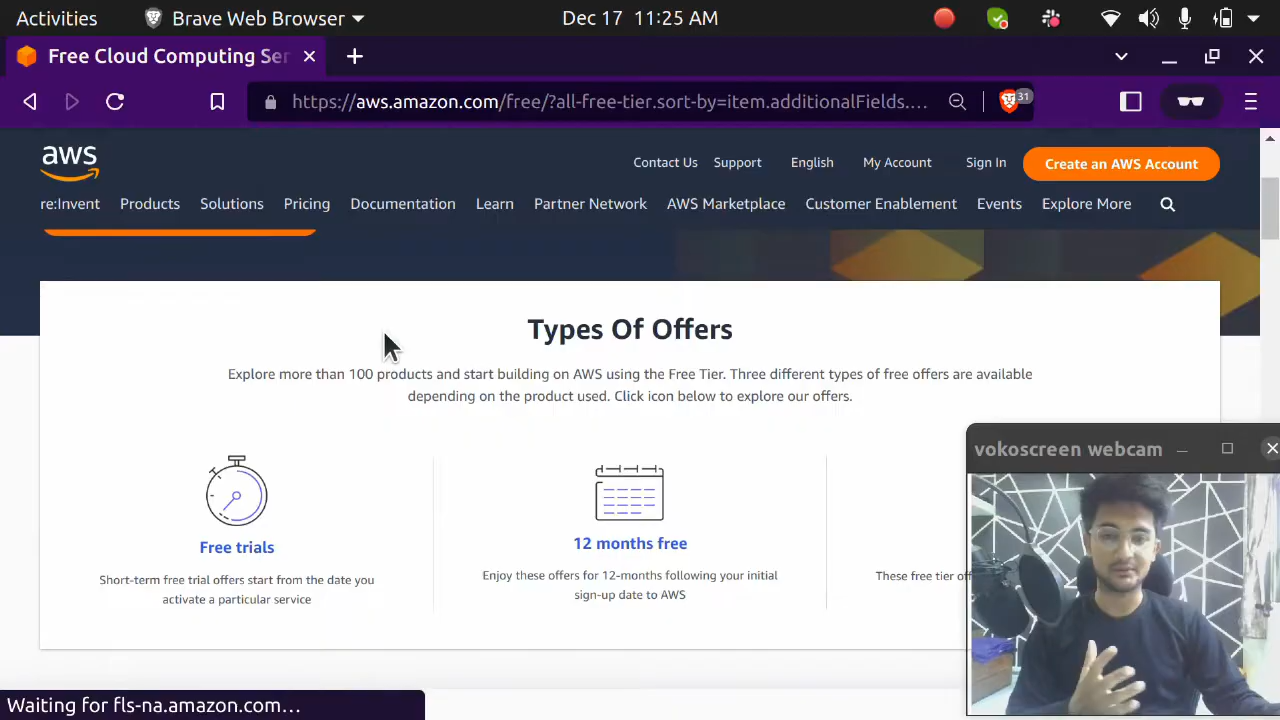 Activities Brave Web Browser Dec 17 11:25 AM
Free Cloud Computing Ser
https://aws.amazon.com/free/?all-free-tier.sort-by=item.additionalFields.... 31
aws Contact Us Support English My Account Sign In Create an AWS Account
re:Invent Products Solutions Pricing Documentation Learn Partner Network AWS Marketplace Customer Enablement Events Explore More
Types Of Offers
Explore more than 100 products and start building on AWS using the Free Tier. Three different types of free offers are available
depending on the product used. Click icon below to explore our offers.
vokoscreen webcam
Free trials
Short-term free trial offers start from the date you
activate a particular service
12 months free
Enjoy these offers for 12-months following your initial
sign-up date to AWS
These free tier
Waiting for fls-na.amazon.com...